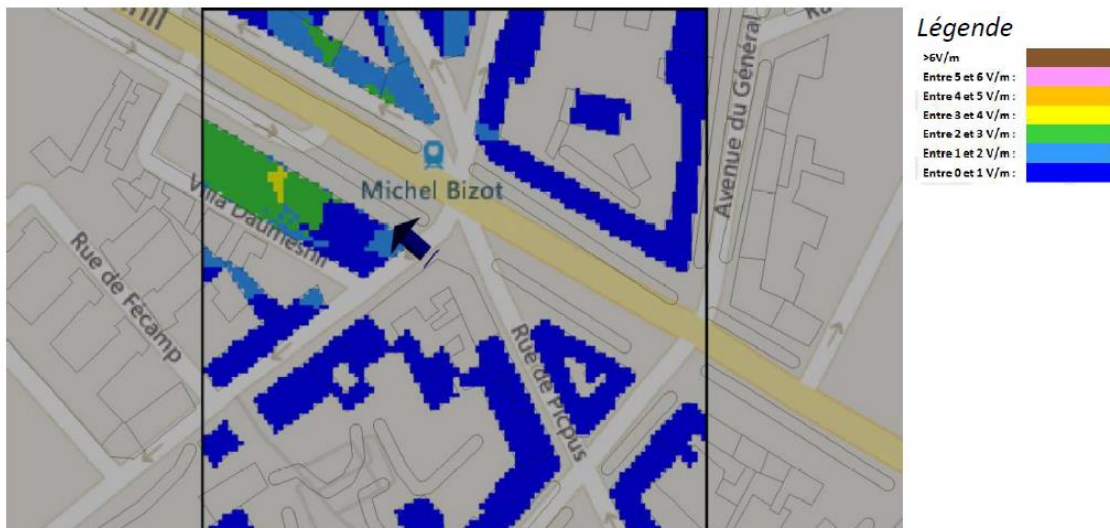 Michel Bizot
Villa Daumesnil
Rue de Fécamp
Rue de Picpus
Avenue du Général
Légende
>6V/m
Entre 5 et 6 V/m :
Entre 4 et 5 V/m :
Entre 3 et 4 V/m :
Entre 2 et 3 V/m :
Entre 1 et 2 V/m :
Entre 0 et 1 V/m :